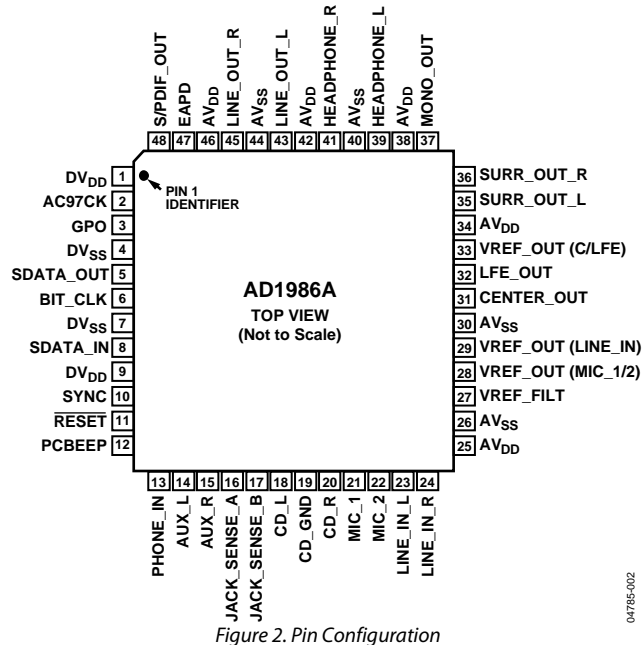 S/PDIF_OUT
EAPD
AVDD
LINE_OUT_R
AVSS
LINE_OUT_L
AVDD
HEADPHONE_R
AVSS
HEADPHONE_L
AVDD
MONO_OUT
48 47 46 45 44 43 42 41 40 39 38 37
DVDD 1
AC97CK 2
GPO 3
DVSS 4
SDATA_OUT 5
BIT_CLK 6
DVSS 7
SDATA_IN 8
DVDD 9
SYNC 10
RESET 11
PCBEEP 12
PIN 1
IDENTIFIER
AD1986A
TOP VIEW
(Not to Scale)
36 SURR_OUT_R
35 SURR_OUT_L
34 AVDD
33 VREF_OUT (C/LFE)
32 LFE_OUT
31 CENTER_OUT
30 AVSS
29 VREF_OUT (LINE_IN)
28 VREF_OUT (MIC_1/2)
27 VREF_FILT
26 AVSS
25 AVDD
13 14 15 16 17 18 19 20 21 22 23 24
PHONE_IN
AUX_L
AUX_R
JACK_SENSE_A
JACK_SENSE_B
CD_L
CD_GND
CD_R
MIC_1
MIC_2
LINE_IN_L
LINE_IN_R
04785-002
Figure 2. Pin Configuration